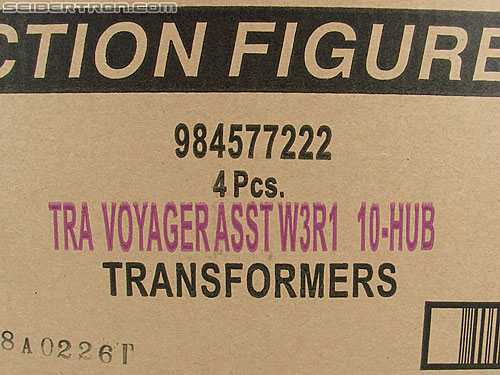 SEIBERTRON.COM
CTION FIGURE
984577222
4 Pcs.
TRA VOYAGER ASST W3R1 10-HUB
TRANSFORMERS
8A0226T